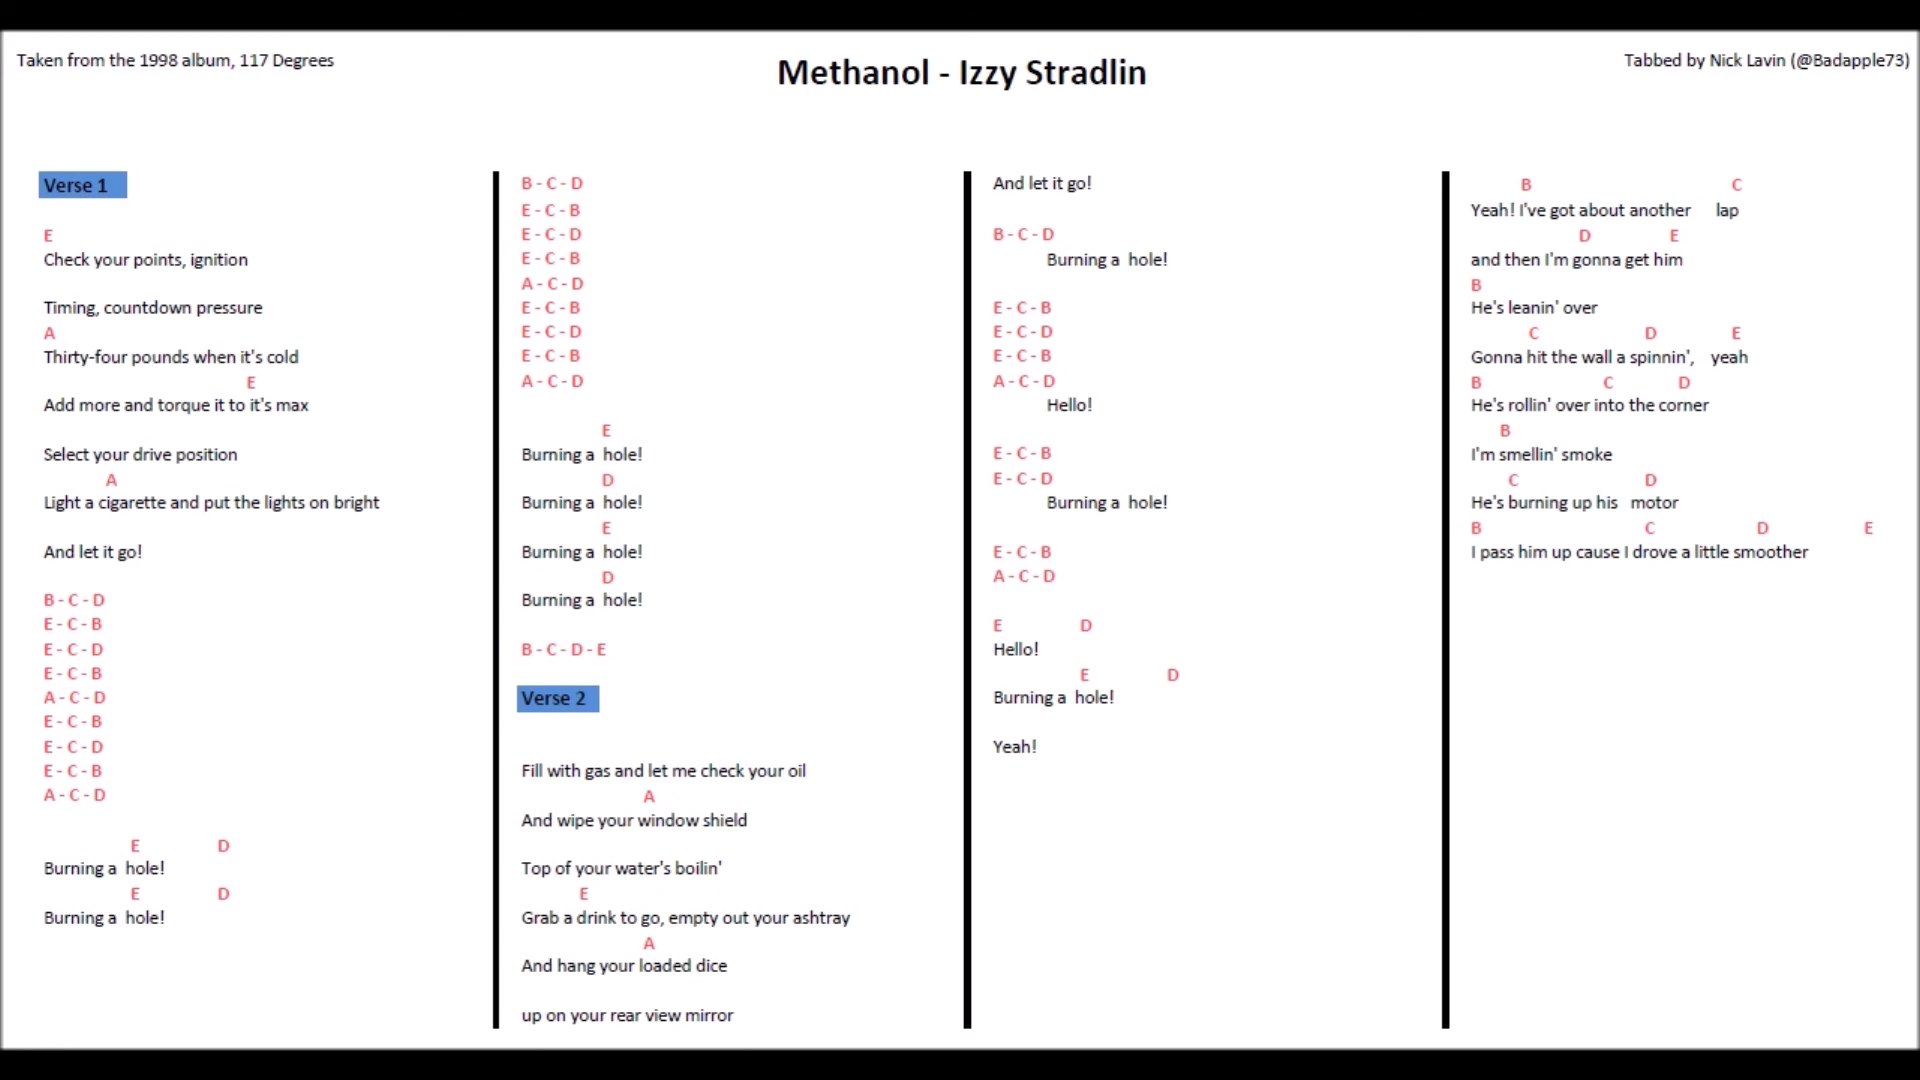 Taken from the 1998 album, 117 Degrees
Methanol - Izzy Stradlin
Tabbed by Nick Lavin (@Badapple73)
Verse 1
E
Check your points, ignition
Timing, countdown pressure
A
Thirty-four pounds when it's cold
E
Add more and torque it to it's max
Select your drive position
A
Light a cigarette and put the lights on bright
And let it go!
B - C - D
E - C - B
E - C - D
E - C - B
A - C - D
E - C - B
E - C - D
E - C - B
A - C - D
E D
Burning a hole!
E D
Burning a hole!
B - C - D
E - C - B
E - C - D
E - C - B
A - C - D
E - C - B
E - C - D
E - C - B
A - C - D
E
Burning a hole!
D
Burning a hole!
E
Burning a hole!
D
Burning a hole!
B - C - D - E
Verse 2
Fill with gas and let me check your oil
A
And wipe your window shield
Top of your water's boilin'
E
Grab a drink to go, empty out your ashtray
A
And hang your loaded dice
up on your rear view mirror
And let it go!
B - C - D
Burning a hole!
E - C - B
E - C - D
E - C - B
A - C - D
Hello!
E - C - B
E - C - D
Burning a hole!
E - C - B
A - C - D
E D
Hello!
E D
Burning a hole!
Yeah!
B C
Yeah! I've got about another lap
D E
and then I'm gonna get him
B
He's leanin' over
C D E
Gonna hit the wall a spinnin', yeah
B C D
He's rollin' over into the corner
B
I'm smellin' smoke
C D
He's burning up his motor
B C D E
I pass him up cause I drove a little smoother